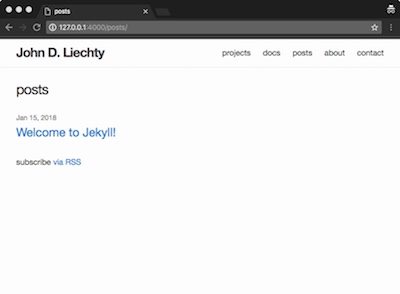 posts
127.0.0.1:4000/posts/
John D. Liechty
projects docs posts about contact
posts
Jan 15, 2018
Welcome to Jekyll!
subscribe via RSS